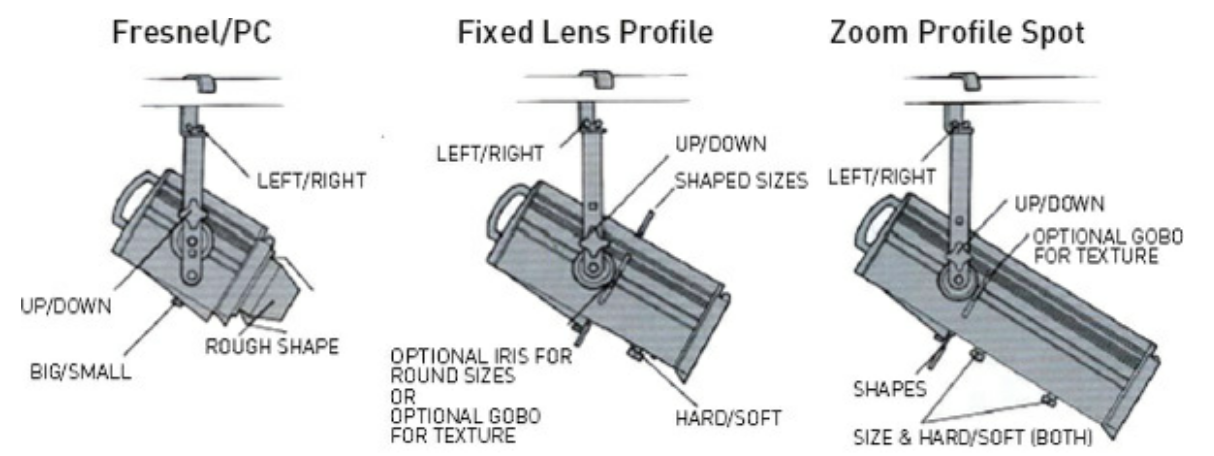 Fresnel/PC
LEFT/RIGHT
UP/DOWN
ROUGH SHAPE
BIG/SMALL
Fixed Lens Profile
LEFT/RIGHT
UP/DOWN
SHAPED SIZES
OPTIONAL IRIS FOR
ROUND SIZES
OR
OPTIONAL GOBO
FOR TEXTURE
HARD/SOFT
Zoom Profile Spot
LEFT/RIGHT
UP/DOWN
OPTIONAL GOBO
FOR TEXTURE
SHAPES
SIZE & HARD/SOFT (BOTH)